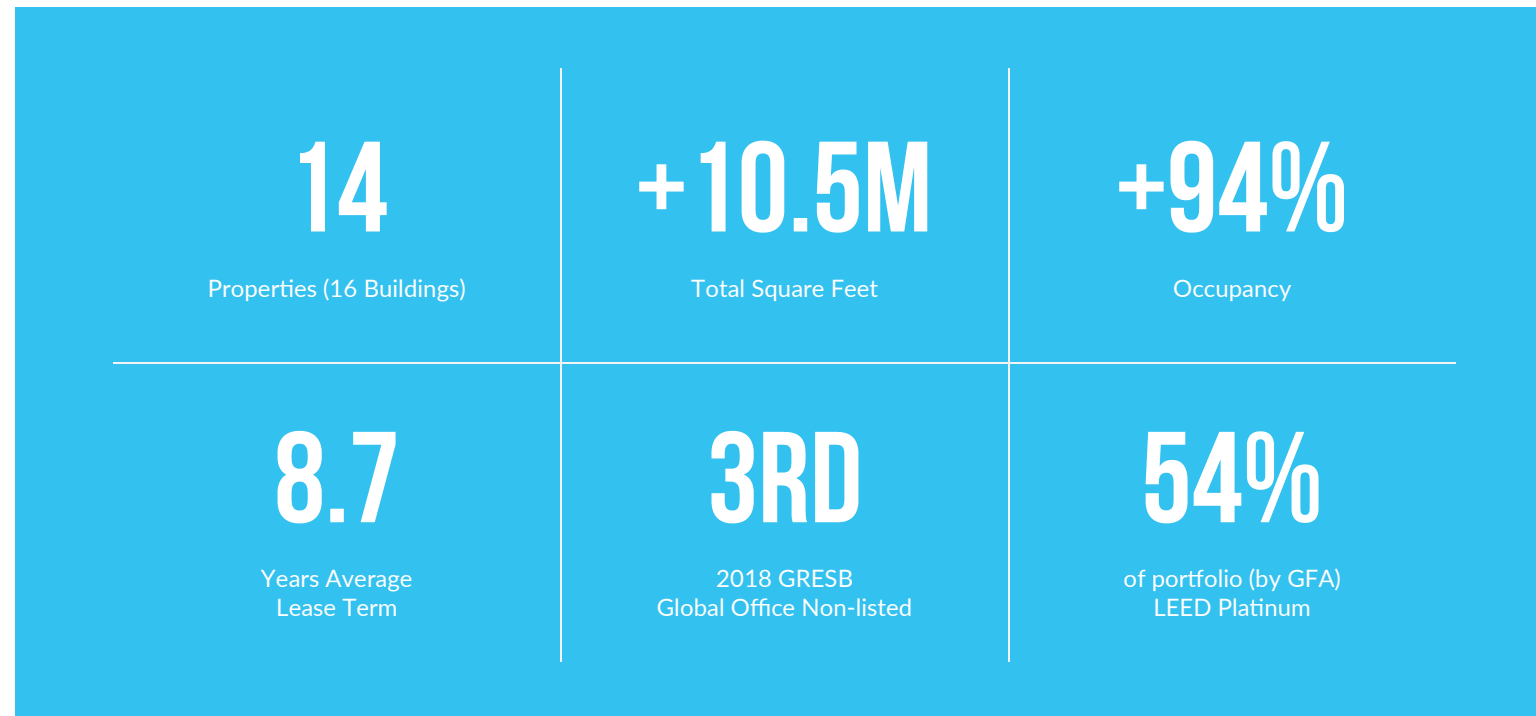 14
Properties (16 Buildings)
+10.5M
Total Square Feet
+94%
Occupancy
8.7
Years Average
Lease Term
3RD
2018 GRESB
Global Office Non-listed
54%
of portfolio (by GFA)
LEED Platinum